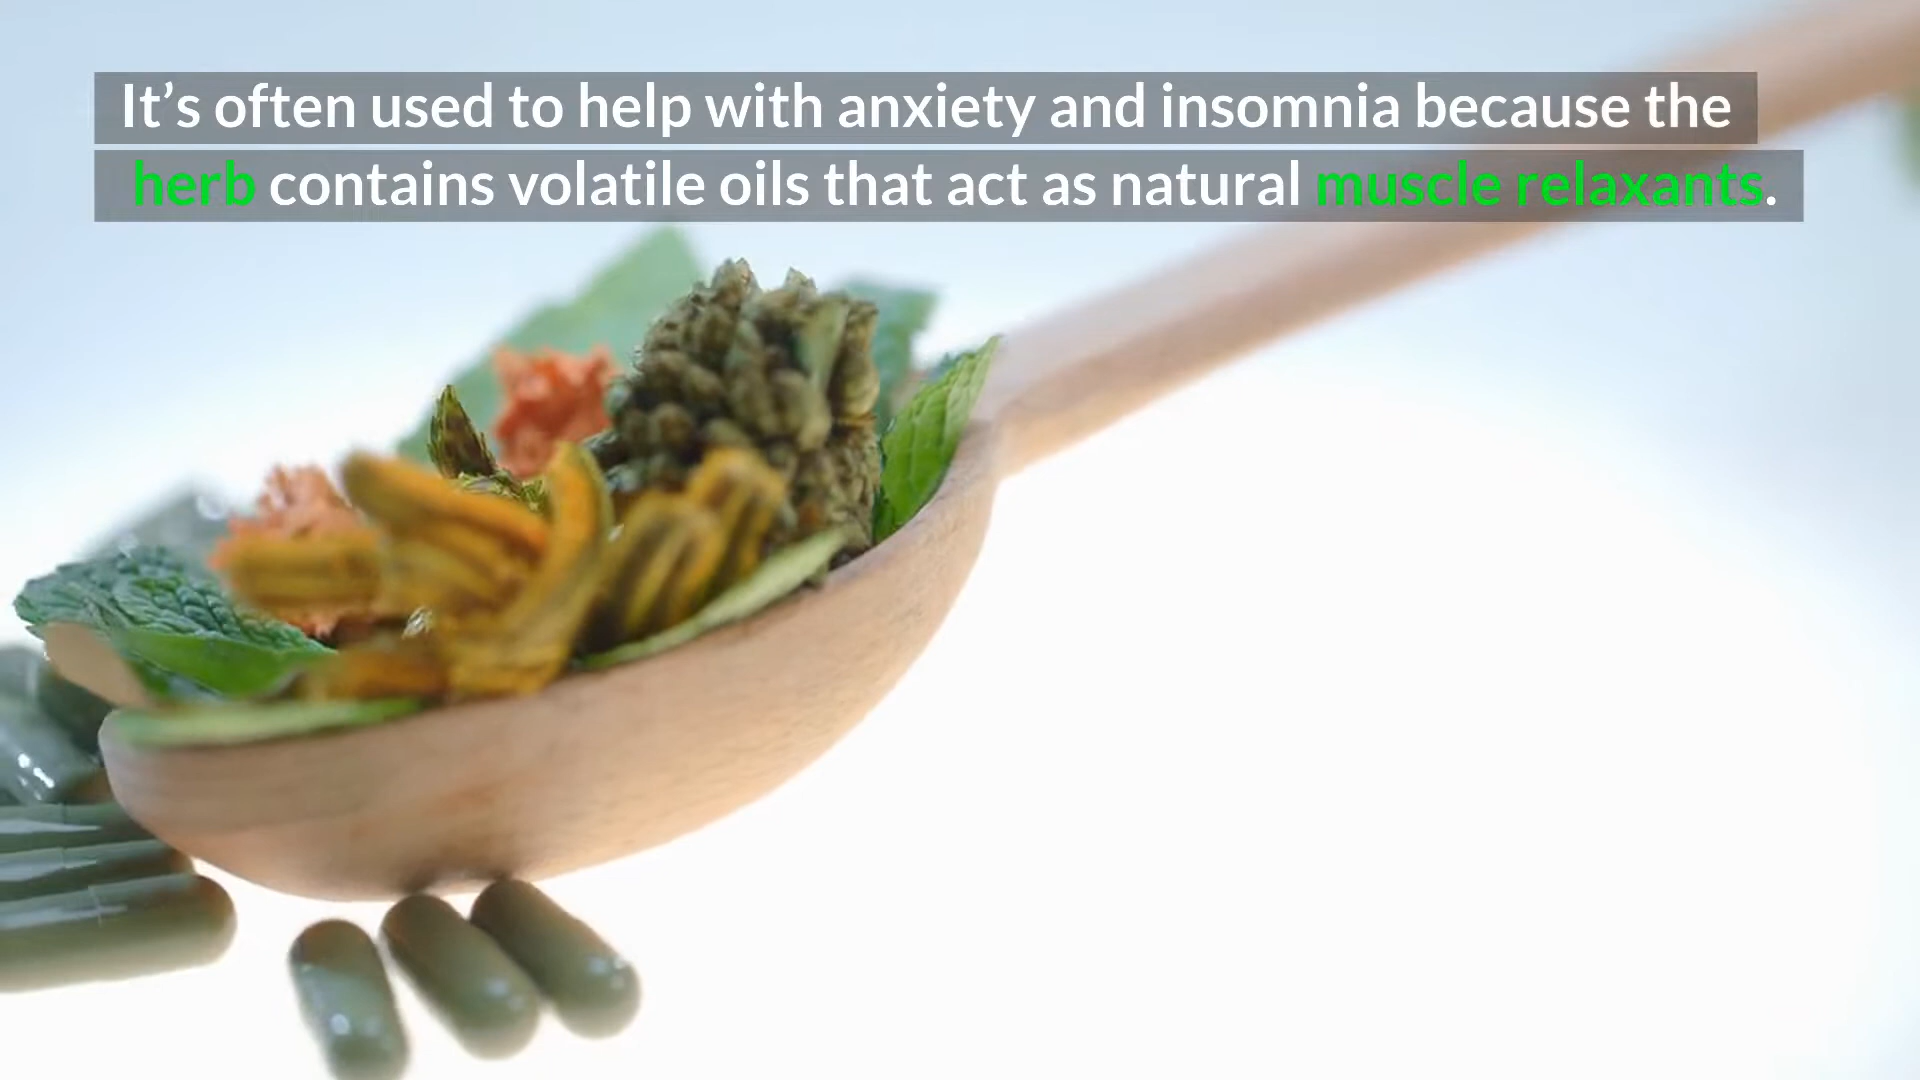 It’s often used to help with anxiety and insomnia because the
herb contains volatile oils that act as natural muscle relaxants.